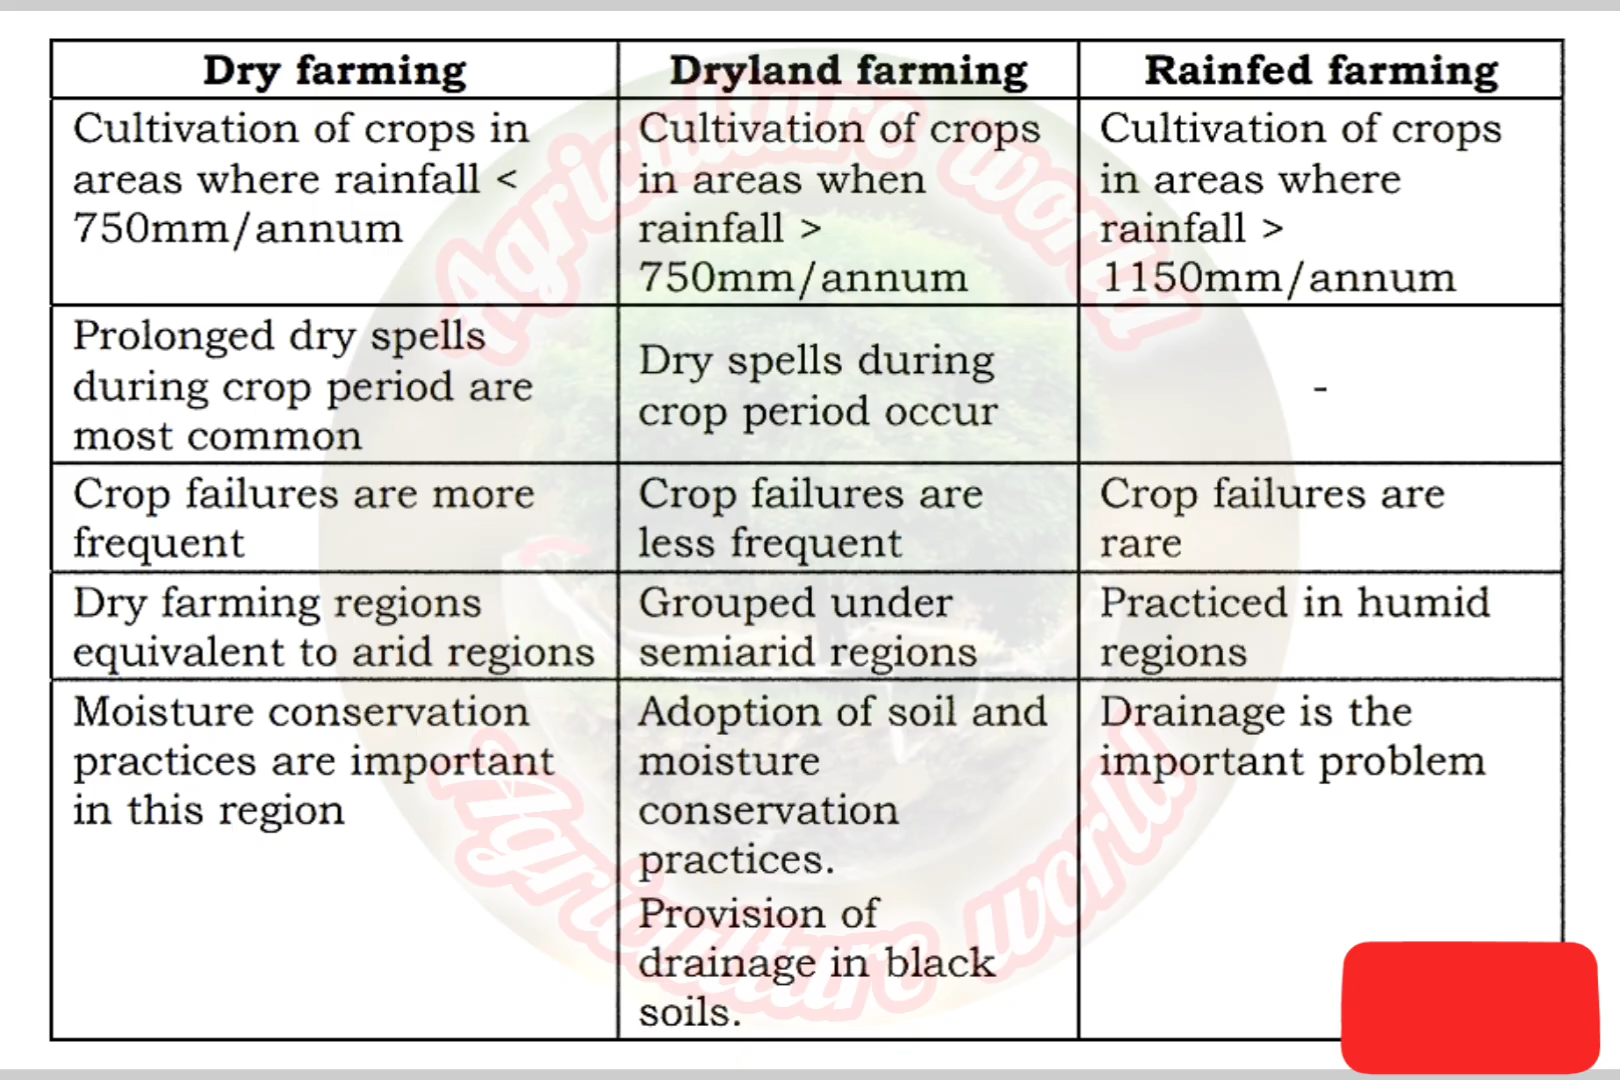 Dry farming
Dryland farming
Rainfed farming
Cultivation of crops in
areas where rainfall <
750mm/annum
Cultivation of crops
in areas when
rainfall >
750mm/annum
Cultivation of crops
in areas where
rainfall >
1150mm/annum
Prolonged dry spells
during crop period are
most common
Dry spells during
crop period occur
-
Crop failures are more
frequent
Crop failures are
less frequent
Crop failures are
rare
Dry farming regions
equivalent to arid regions
Grouped under
semiarid regions
Practiced in humid
regions
Moisture conservation
practices are important
in this region
Adoption of soil and
moisture
conservation
practices.
Provision of
drainage in black
soils.
Drainage is the
important problem
Agriculture world
Agriculture world